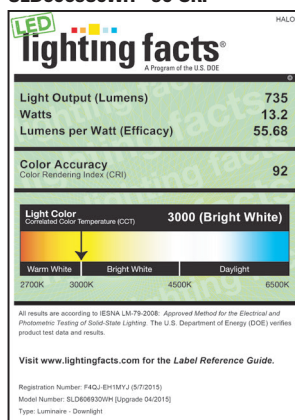 HALO
LED
lighting facts®
A Program of the U.S. DOE
Light Output (Lumens) 735
Watts 13.2
Lumens per Watt (Efficacy) 55.68
Color Accuracy 92
Color Rendering Index (CRI)
Light Color 3000 (Bright White)
Correlated Color Temperature (CCT)
Warm White Bright White Daylight
2700K 3000K 4500K 6500K
All results are according to IESNA LM-79-2008: Approved Method for the Electrical and
Photometric Testing of Solid-State Lighting. The U.S. Department of Energy (DOE) verifies
product test data and results.
Visit www.lightingfacts.com for the Label Reference Guide.
Registration Number: F4QJ-EH1MYJ (5/7/2015)
Model Number: SLD606930WH [Upgrade 04/2015]
Type: Luminaire - Downlight